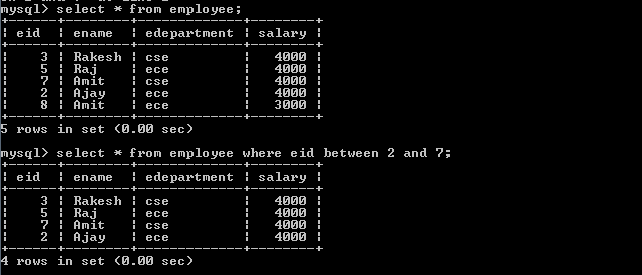 mysql> select * from employee;
+------+--------+-------------+--------+
| eid  | ename  | edepartment | salary |
+------+--------+-------------+--------+
|    3 | Rakesh | cse         |   4000 |
|    5 | Raj    | ece         |   4000 |
|    7 | Amit   | cse         |   4000 |
|    2 | Ajay   | ece         |   4000 |
|    8 | Amit   | ece         |   3000 |
+------+--------+-------------+--------+
5 rows in set (0.00 sec)
mysql> select * from employee where eid between 2 and 7;
+------+--------+-------------+--------+
| eid  | ename  | edepartment | salary |
+------+--------+-------------+--------+
|    3 | Rakesh | cse         |   4000 |
|    5 | Raj    | ece         |   4000 |
|    7 | Amit   | cse         |   4000 |
|    2 | Ajay   | ece         |   4000 |
+------+--------+-------------+--------+
4 rows in set (0.00 sec)